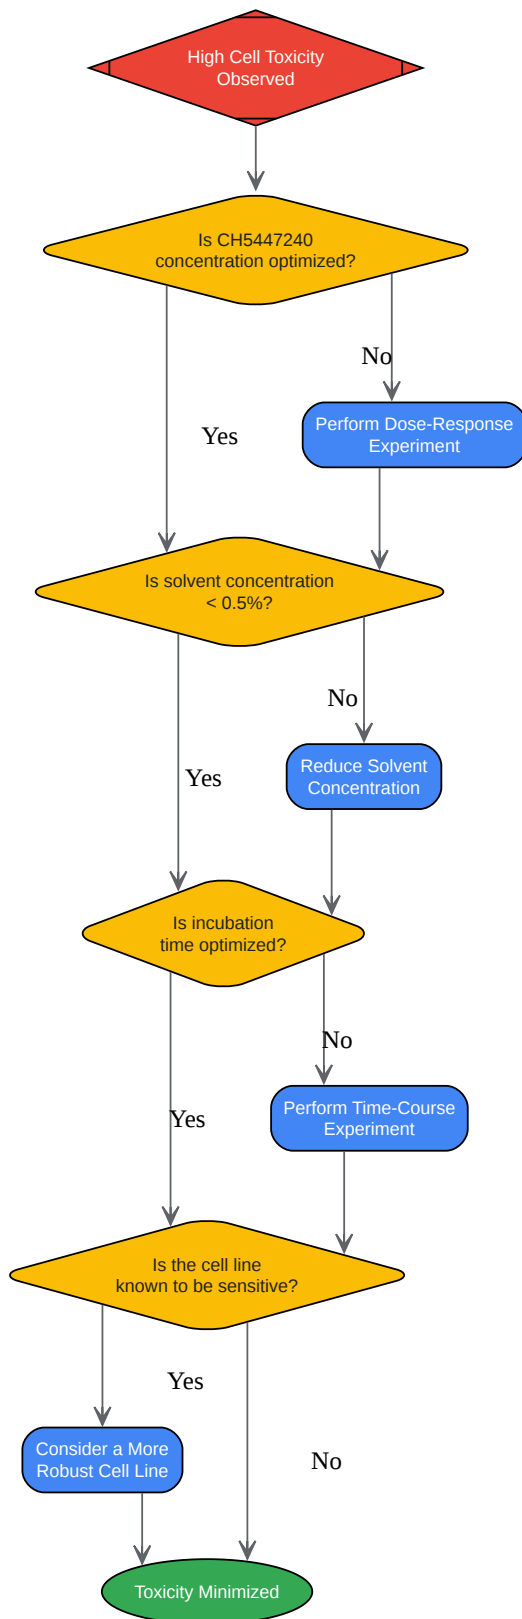 High Cell Toxicity
Observed
Is CH5447240
concentration optimized?
No
Perform Dose-Response
Experiment
Yes
Is solvent concentration
< 0.5%?
No
Reduce Solvent
Concentration
Yes
Is incubation
time optimized?
No
Perform Time-Course
Experiment
Yes
Is the cell line
known to be sensitive?
Yes
Consider a More
Robust Cell Line
No
Toxicity Minimized